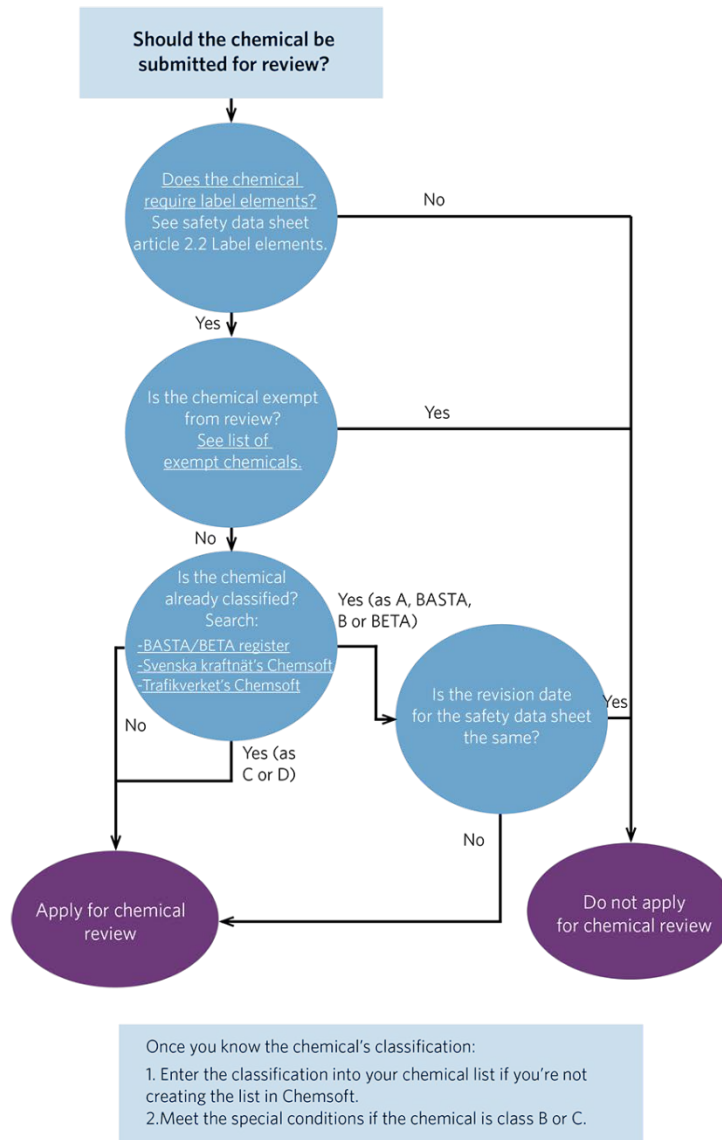 Should the chemical be
submitted for review?
Does the chemical
require label elements?
See safety data sheet
article 2.2 Label elements.
No
Yes
Is the chemical exempt
from review?
See list of
exempt chemicals.
Yes
No
Is the chemical
already classified?
Search:
-BASTA/BETA register
-Svenska kraftnät's Chemsoft
-Trafikverket's Chemsoft
Yes (as A, BASTA,
B or BETA)
Is the revision date
for the safety data sheet
the same?
Yes
No
Yes (as
C or D)
No
Apply for chemical
review
Do not apply
for chemical review
Once you know the chemical's classification:
1. Enter the classification into your chemical list if you're not
creating the list in Chemsoft.
2.Meet the special conditions if the chemical is class B or C.